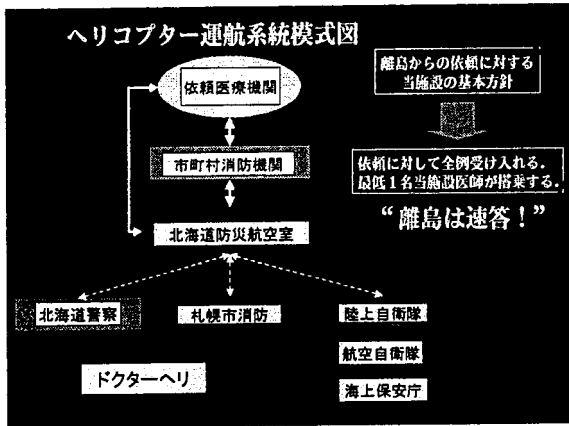 ヘリコプター運航系統模式図
依頼医療機関
市町村消防機関
北海道防災航空室
北海道警察
札幌市消防
陸上自衛隊
航空自衛隊
海上保安庁
ドクターヘリ
離島からの依頼に対する
当施設の基本方針
依頼に対して全例受け入れる.
最低1名当施設医師が搭乗する.
“離島は速答！”